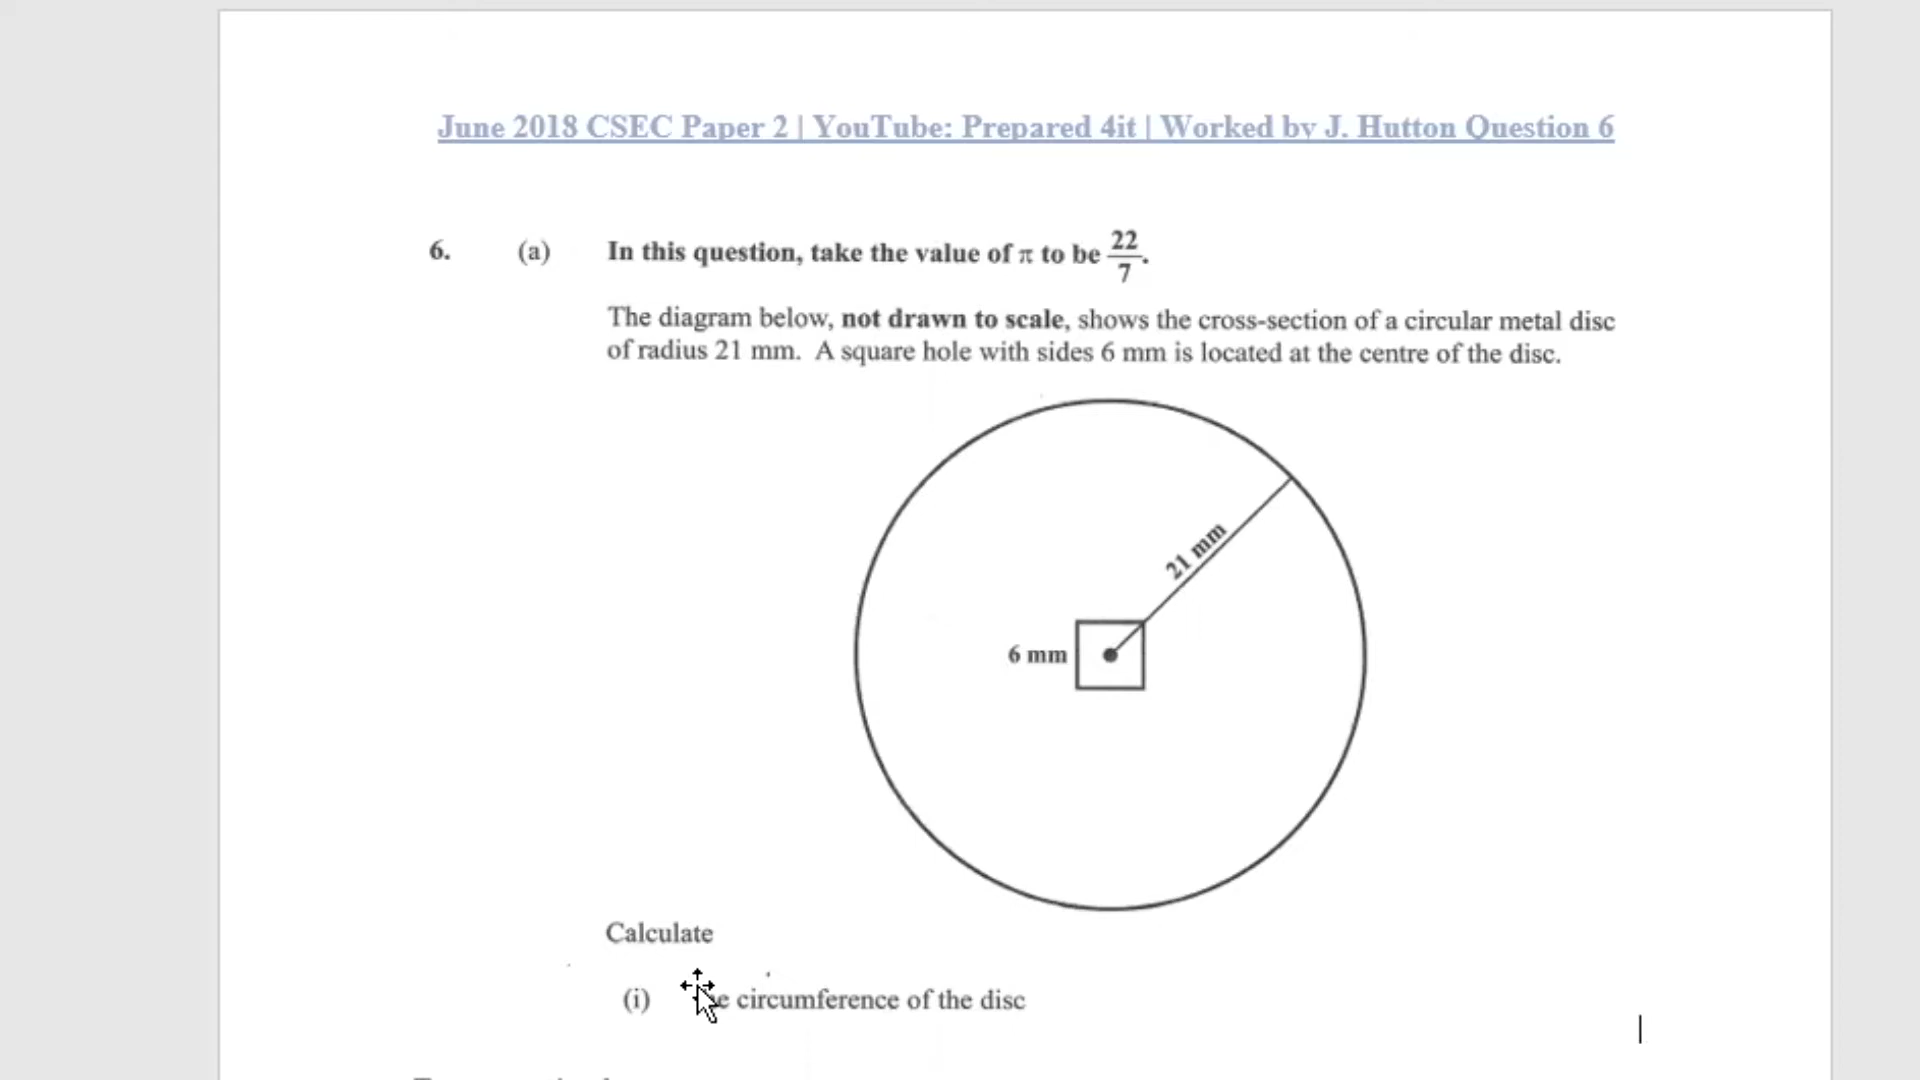 June 2018 CSEC Paper 2 | YouTube: Prepared 4it | Worked by J. Hutton Question 6
6. (a) In this question, take the value of π to be 22/7.
The diagram below, not drawn to scale, shows the cross-section of a circular metal disc
of radius 21 mm. A square hole with sides 6 mm is located at the centre of the disc.
21 mm
6 mm
Calculate
(i) circumference of the disc